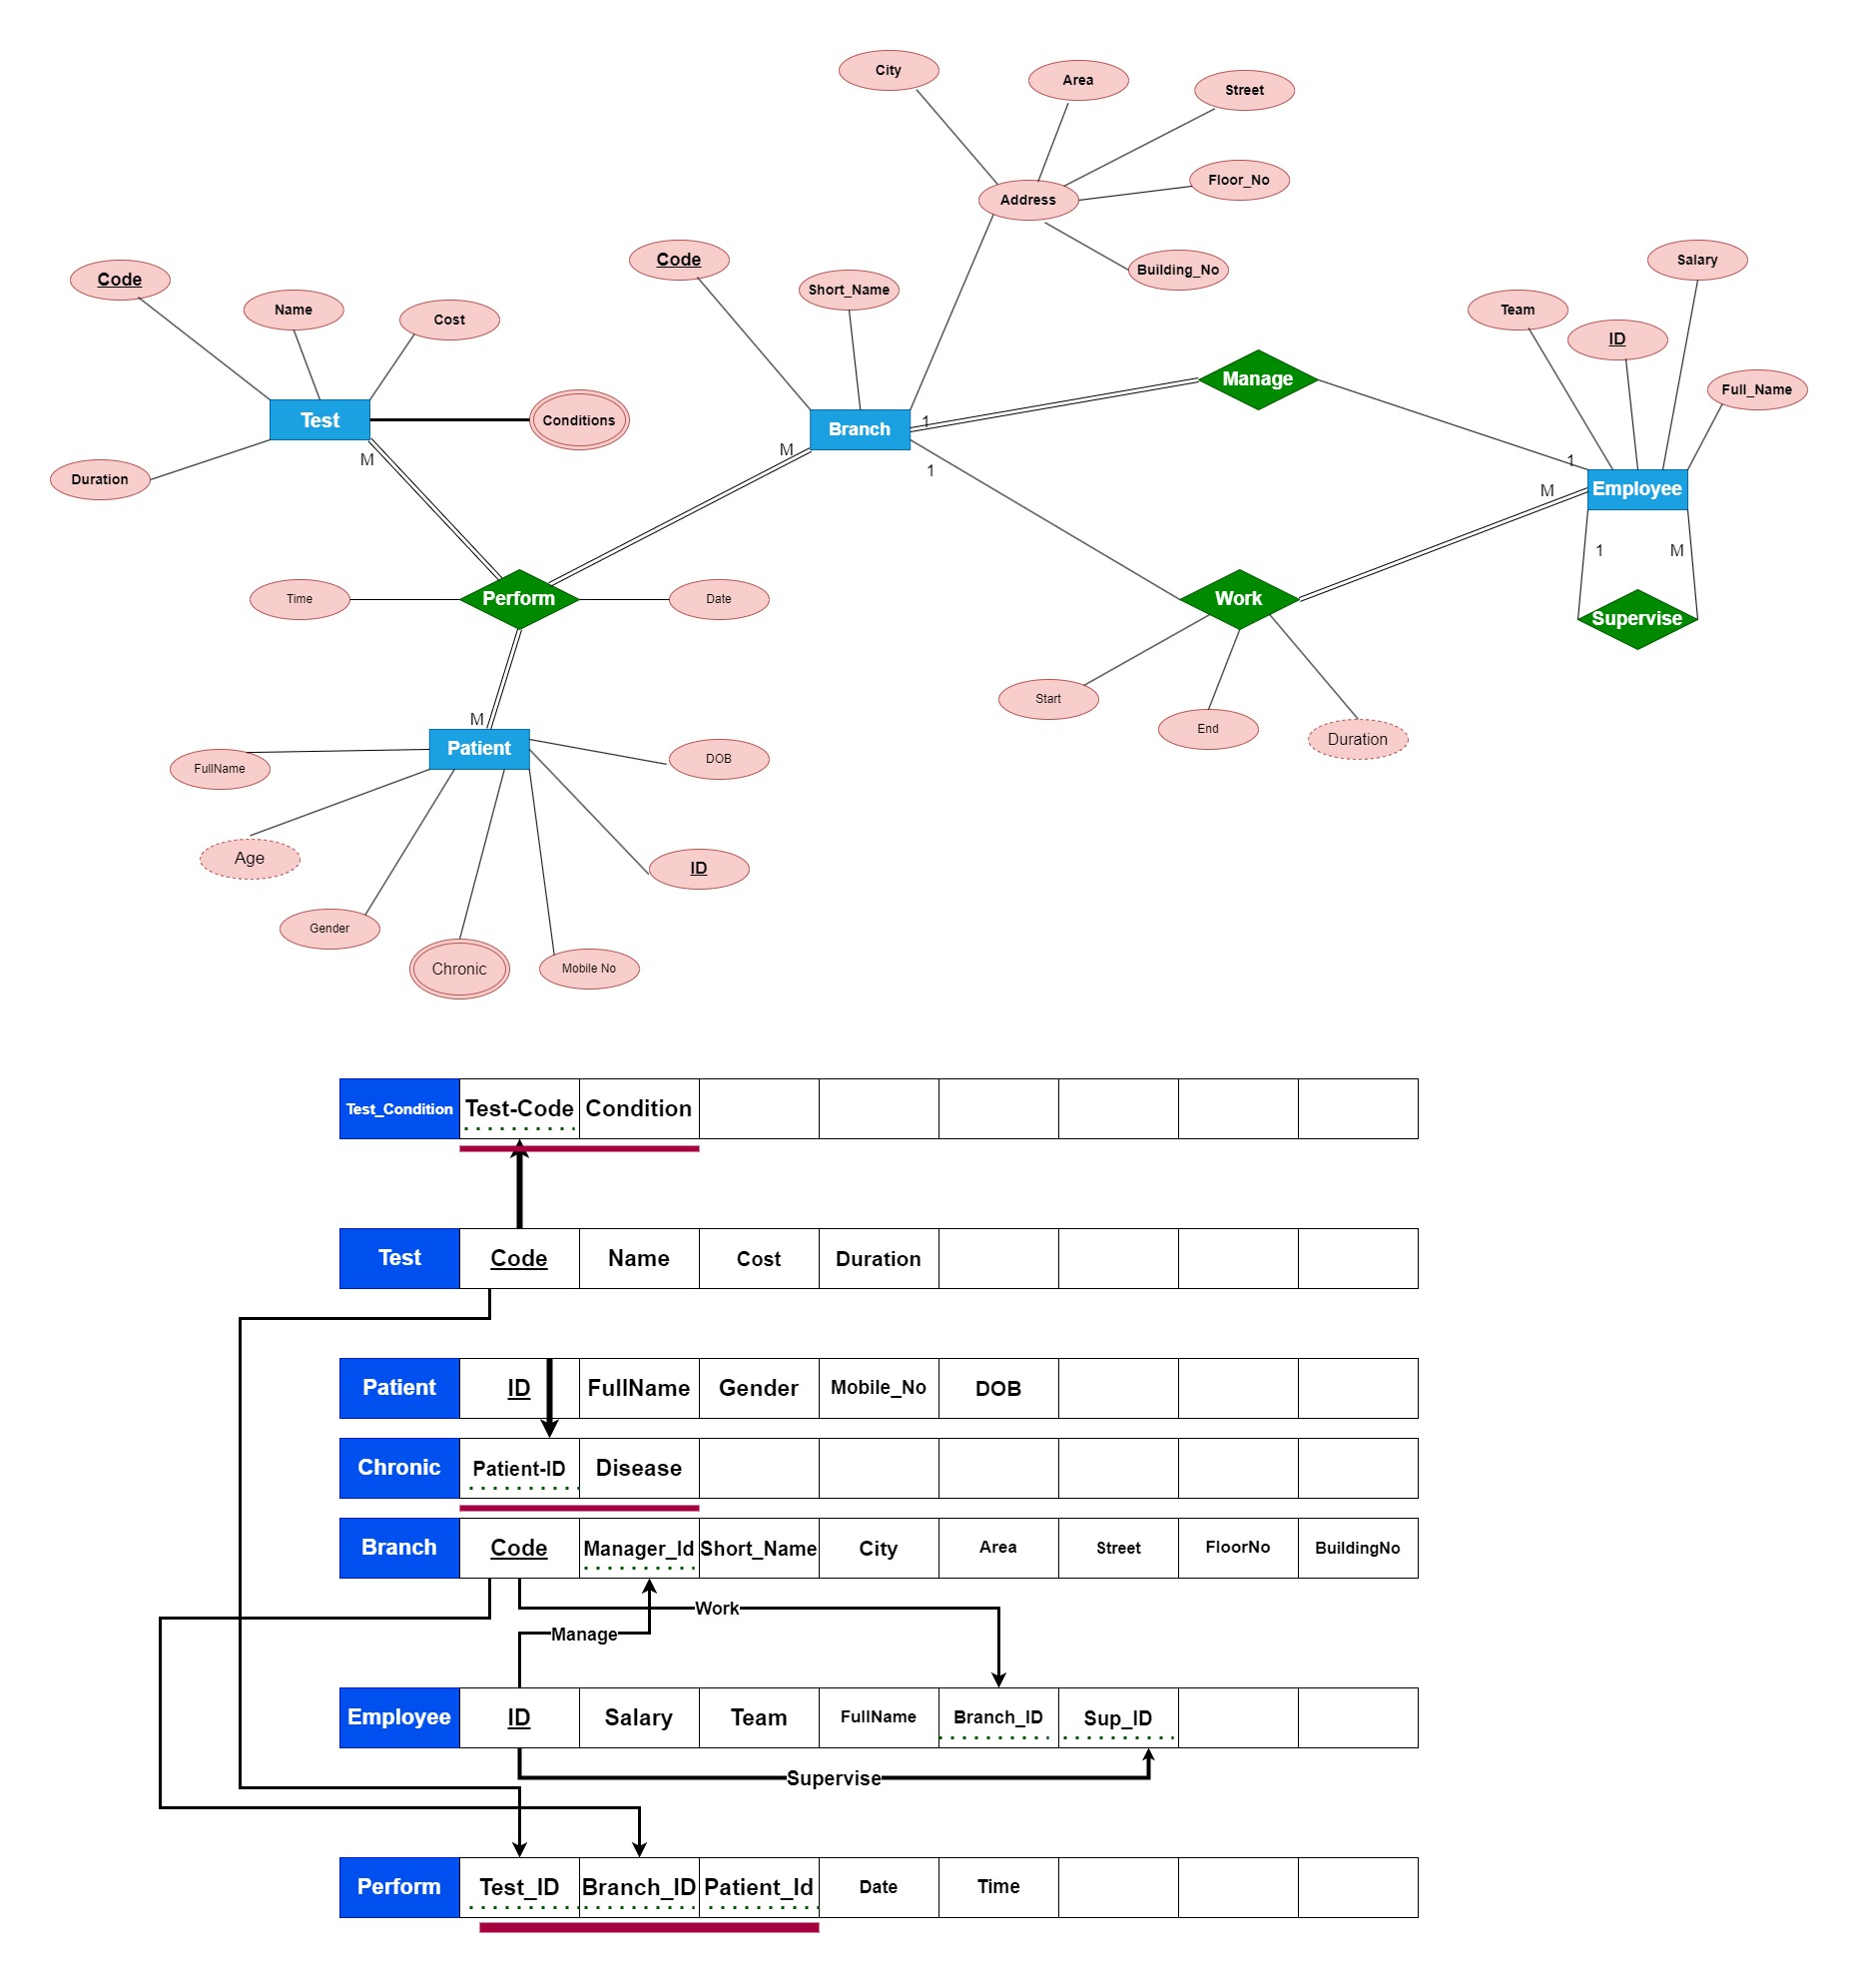 City
Area
Street
Floor_No
Address
Building_No
Code
Short_Name
Code
Name
Cost
Conditions
Test
Duration
M
Salary
Team
ID
Full_Name
Manage
Branch
1
1
M
1
M
Employee
1
M
Supervise
Time
Perform
Date
Work
Start
End
Duration
M
Patient
FullName
DOB
Age
ID
Gender
Chronic
Mobile No
Test_Condition Test-Code Condition
Test Code Name Cost Duration
Patient ID FullName Gender Mobile_No DOB
Chronic Patient-ID Disease
Branch Code Manager_Id Short_Name City Area Street FloorNo BuildingNo
Work
Manage
Employee ID Salary Team FullName Branch_ID Sup_ID
Supervise
Perform Test_ID Branch_ID Patient_Id Date Time